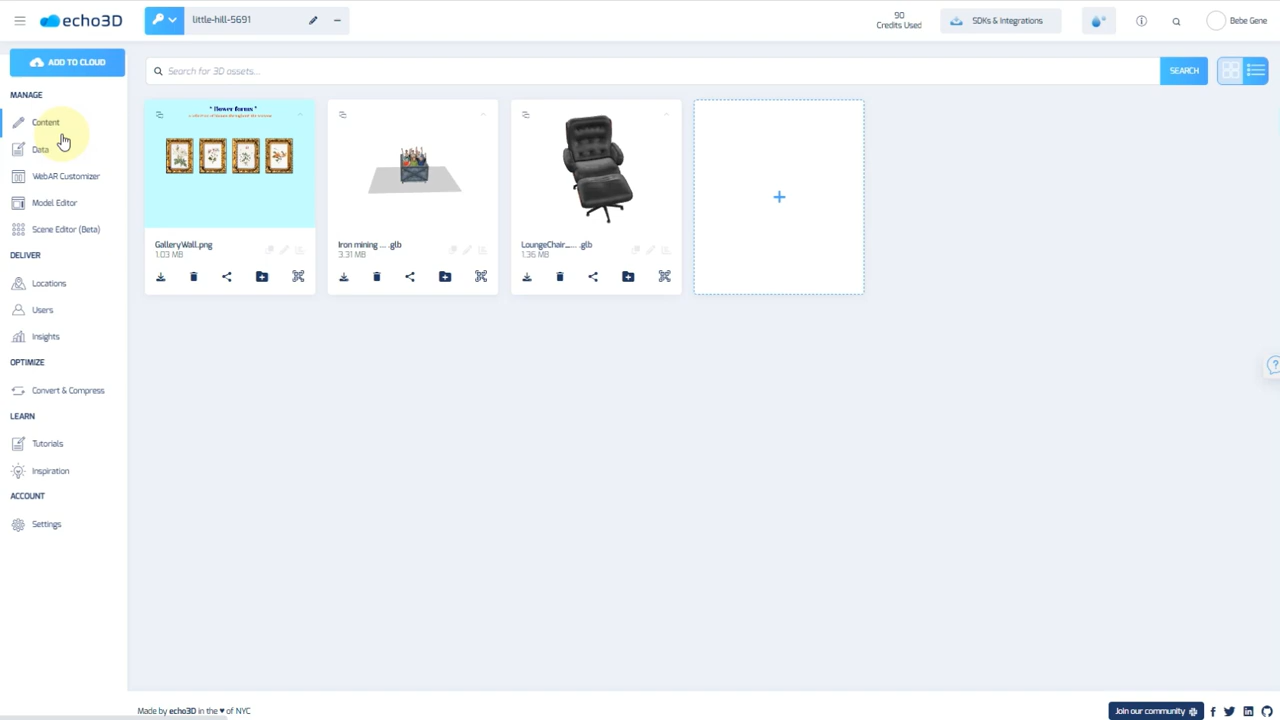 echo3D
little-hill-5691
90
Credits Used
SDKs & Integrations
Bebe Gene
ADD TO CLOUD
Search for 3D assets...
SEARCH
MANAGE
Content
Data
WebAR Customizer
Model Editor
Scene Editor (Beta)
DELIVER
Locations
Users
Insights
OPTIMIZE
Convert & Compress
LEARN
Tutorials
Inspiration
ACCOUNT
Settings
* flower forms *
GalleryWall.png
1.03 MB
Iron mining ... .glb
3.31 MB
LoungeChair_... .glb
1.36 MB
+
?
Made by echo3D in the ♥ of NYC
Join our community